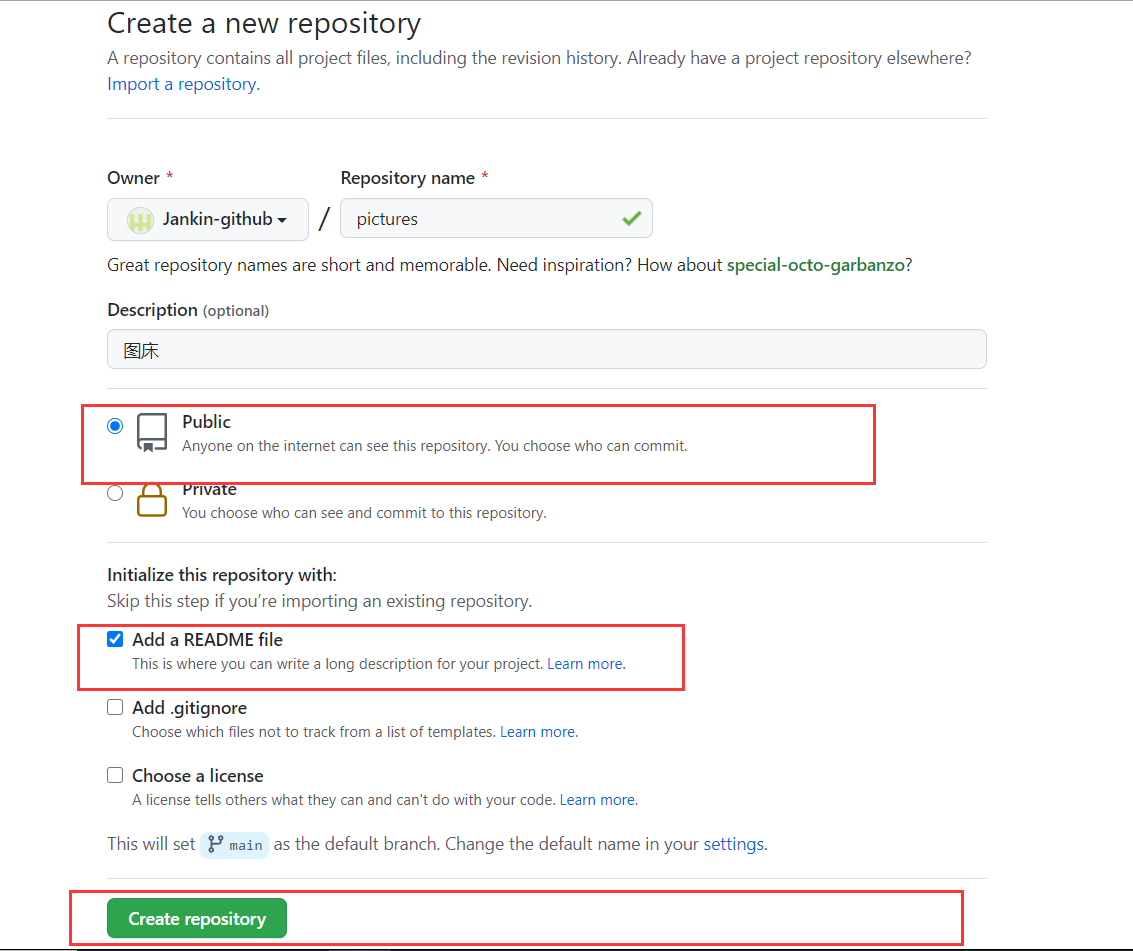 Create a new repository
A repository contains all project files, including the revision history. Already have a project repository elsewhere?
Import a repository.
Owner *
Repository name *
Jankin-github
/
pictures
Great repository names are short and memorable. Need inspiration? How about special-octo-garbanzo?
Description (optional)
图床
Public
Anyone on the internet can see this repository. You choose who can commit.
Private
You choose who can see and commit to this repository.
Initialize this repository with:
Skip this step if you’re importing an existing repository.
Add a README file
This is where you can write a long description for your project. Learn more.
Add .gitignore
Choose which files not to track from a list of templates. Learn more.
Choose a license
A license tells others what they can and can't do with your code. Learn more.
This will set main as the default branch. Change the default name in your settings.
Create repository